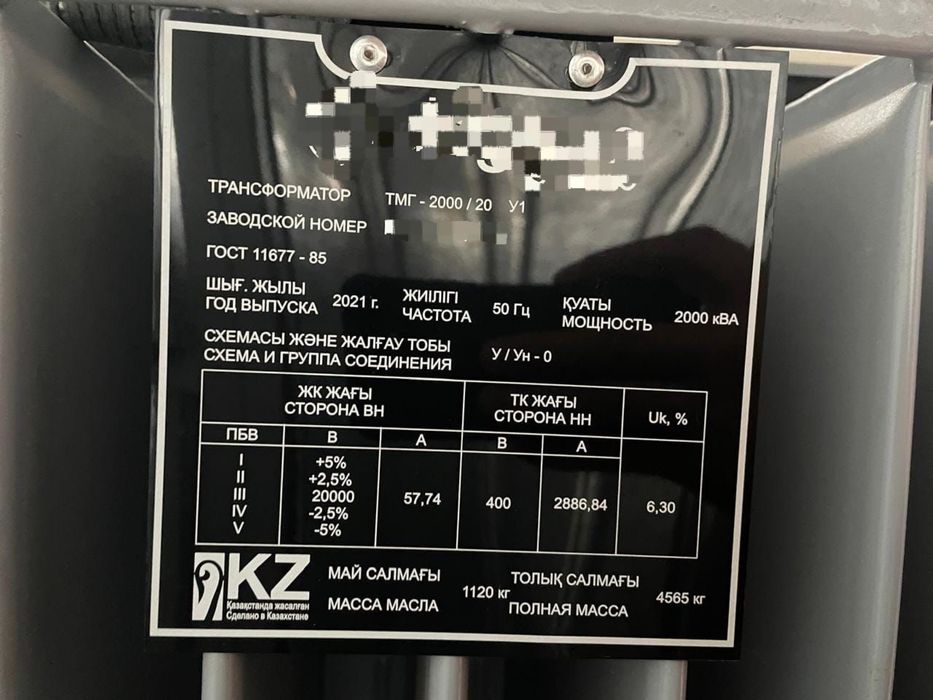 ТРАНСФОРМАТОР ТМГ - 2000 / 20 У1
ЗАВОДСКОЙ НОМЕР
ГОСТ 11677 - 85
ШЫҒ. ЖЫЛЫ
ГОД ВЫПУСКА 2021 г.
ЖИІЛІГІ
ЧАСТОТА 50 Гц
ҚУАТЫ
МОЩНОСТЬ 2000 кВА
СХЕМАСЫ ЖӘНЕ ЖАЛҒАУ ТОБЫ
СХЕМА И ГРУППА СОЕДИНЕНИЯ У / Ун - 0
ЖК ЖАҒЫ
СТОРОНА ВН
ТК ЖАҒЫ
СТОРОНА НН
Uk, %
ПБВ В А В А
I +5%
II +2,5%
III 20000 57,74 400 2886,84 6,30
IV -2,5%
V -5%
KZ
Қазақстанда жасалған
Сделано в Казахстане
МАЙ САЛМАҒЫ
МАССА МАСЛА 1120 кг
ТОЛЫҚ САЛМАҒЫ
ПОЛНАЯ МАССА 4565 кг